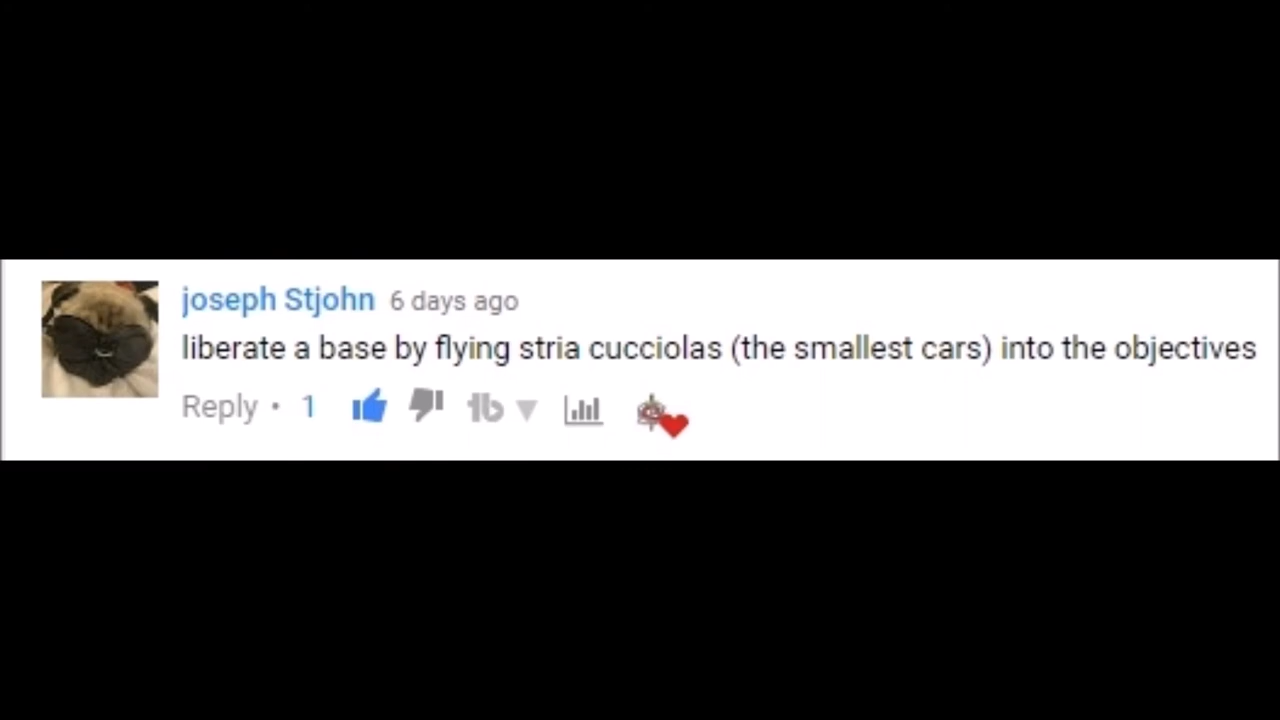 joseph Stjohn 6 days ago
liberate a base by flying stria cucciolas (the smallest cars) into the objectives
Reply • 1